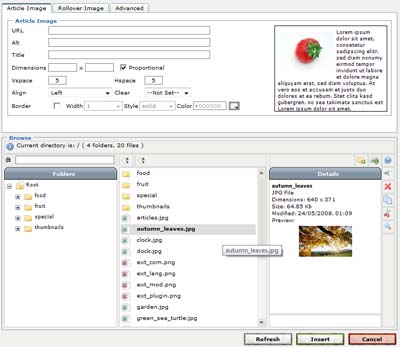 Article Image Rollover Image Advanced
Article Image
URL
Alt
Title
Dimensions x Proportional
Vspace 5 Hspace 5
Align Left Clear --Not Set--
Border Width 1 Style solid Color #000000
Lorem ipsum
dolor sit amet,
consetetur
sadipscing elitr,
sed diam nonumy
eirmod tempor
invidunt ut labore
et dolore magna
aliquyam erat, sed diam voluptua. At
vero eos et accusam et justo duo
dolores et ea rebum. Stet clita kasd
gubergren, no sea takimata sanctus est
Lorem ipsum dolor sit amet.
Browse
Current directory is: / ( 4 folders, 20 files )
Folders
Root
food
fruit
special
thumbnails
food
fruit
special
thumbnails
articles.jpg
autumn_leaves.jpg
clock.jpg
dock.jpg
ext_com.png
ext_lang.png
ext_mod.png
ext_plugin.png
garden.jpg
green_sea_turtle.jpg
autumn_leaves.jpg
Details
autumn_leaves
JPG File
Dimensions: 640 x 371
Size: 64.85 Kb
Modified: 24/05/2008, 01:09
Preview:
Refresh Insert Cancel